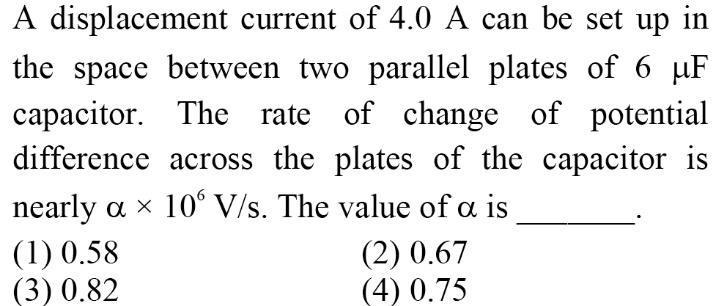 A displacement current of 4.0 A can be set up in
the space between two parallel plates of 6 μF
capacitor. The rate of change of potential
difference across the plates of the capacitor is
nearly α × 10⁶ V/s. The value of α is ________.
(1) 0.58 (2) 0.67
(3) 0.82 (4) 0.75